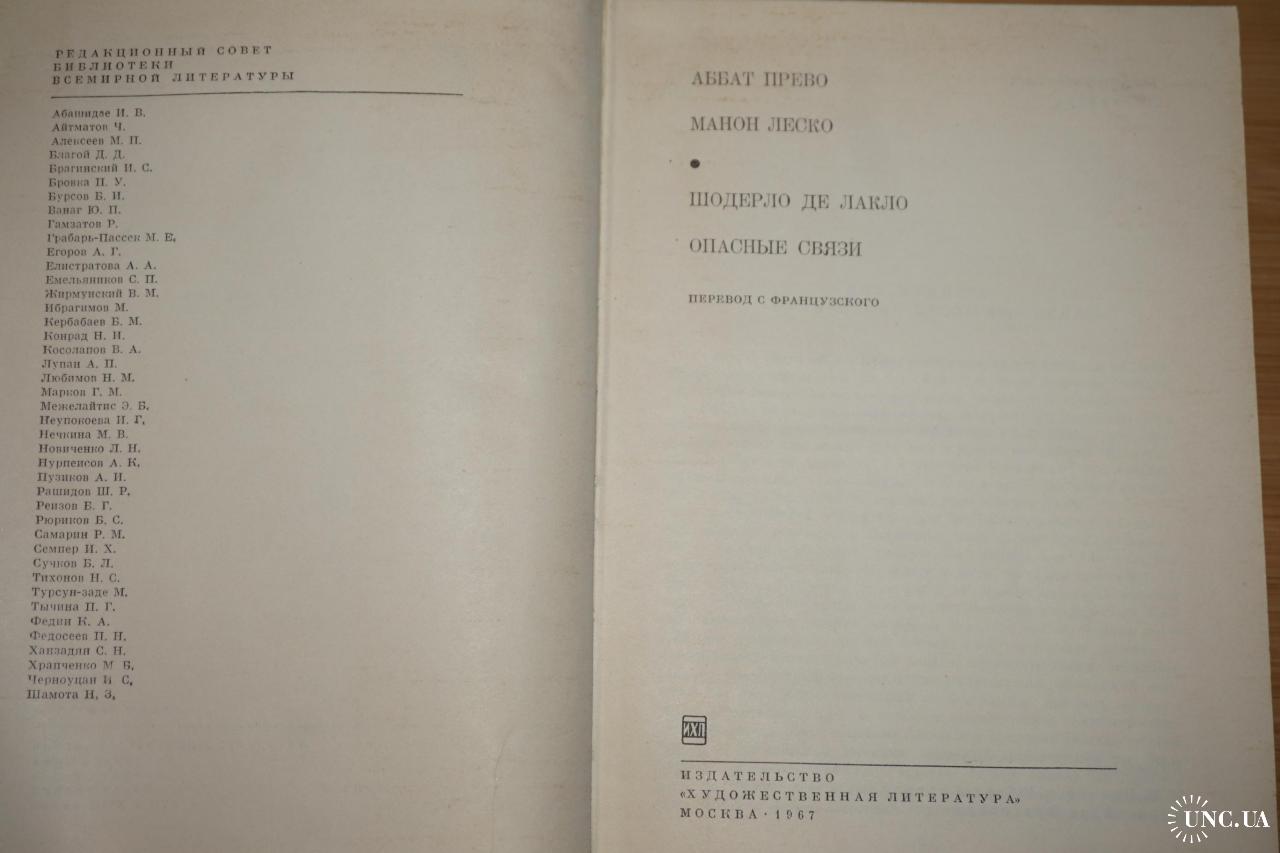 РЕДАКЦИОННЫЙ СОВЕТ
БИБЛИОТЕКИ
ВСЕМИРНОЙ ЛИТЕРАТУРЫ
Абашидзе И. В.
Айтматов Ч.
Алексеев М. П.
Благой Д. Д.
Брагинский И. С.
Бровка П. У.
Бурсов Б. И.
Ванаг Ю. П.
Гамзатов Р.
Грабарь-Пассек М. Е.
Егоров А. Г.
Елистратова А. А.
Емельяников С. П.
Жирмунский В. М.
Ибрагимов М.
Кербабаев Б. М.
Конрад Н. И.
Косолапов В. А.
Лупан А. П.
Любимов Н. М.
Марков Г. М.
Межелайтис Э. Б.
Неупокоева И. Г.
Нечкина М. В.
Новиченко Л. Н.
Нурпеисов А. К.
Пузиков А. И.
Рашидов Ш. Р.
Реизов Б. Г.
Рюриков Б. С.
Самарин Р. М.
Семпер И. Х.
Сучков Б. Л.
Тихонов Н. С.
Турсун-заде М.
Тычина П. Г.
Федин К. А.
Федосеев П. Н.
Ханзадян С. Н.
Храпченко М Б.
Черноуцан И С.
Шамота Н. З.
АББАТ ПРЕВО
МАНОН ЛЕСКО
•
ШОДЕРЛО ДЕ ЛАКЛО
ОПАСНЫЕ СВЯЗИ
ПЕРЕВОД С ФРАНЦУЗСКОГО
ИХЛ
ИЗДАТЕЛЬСТВО
«ХУДОЖЕСТВЕННАЯ ЛИТЕРАТУРА»
МОСКВА · 1967
UNC.UA